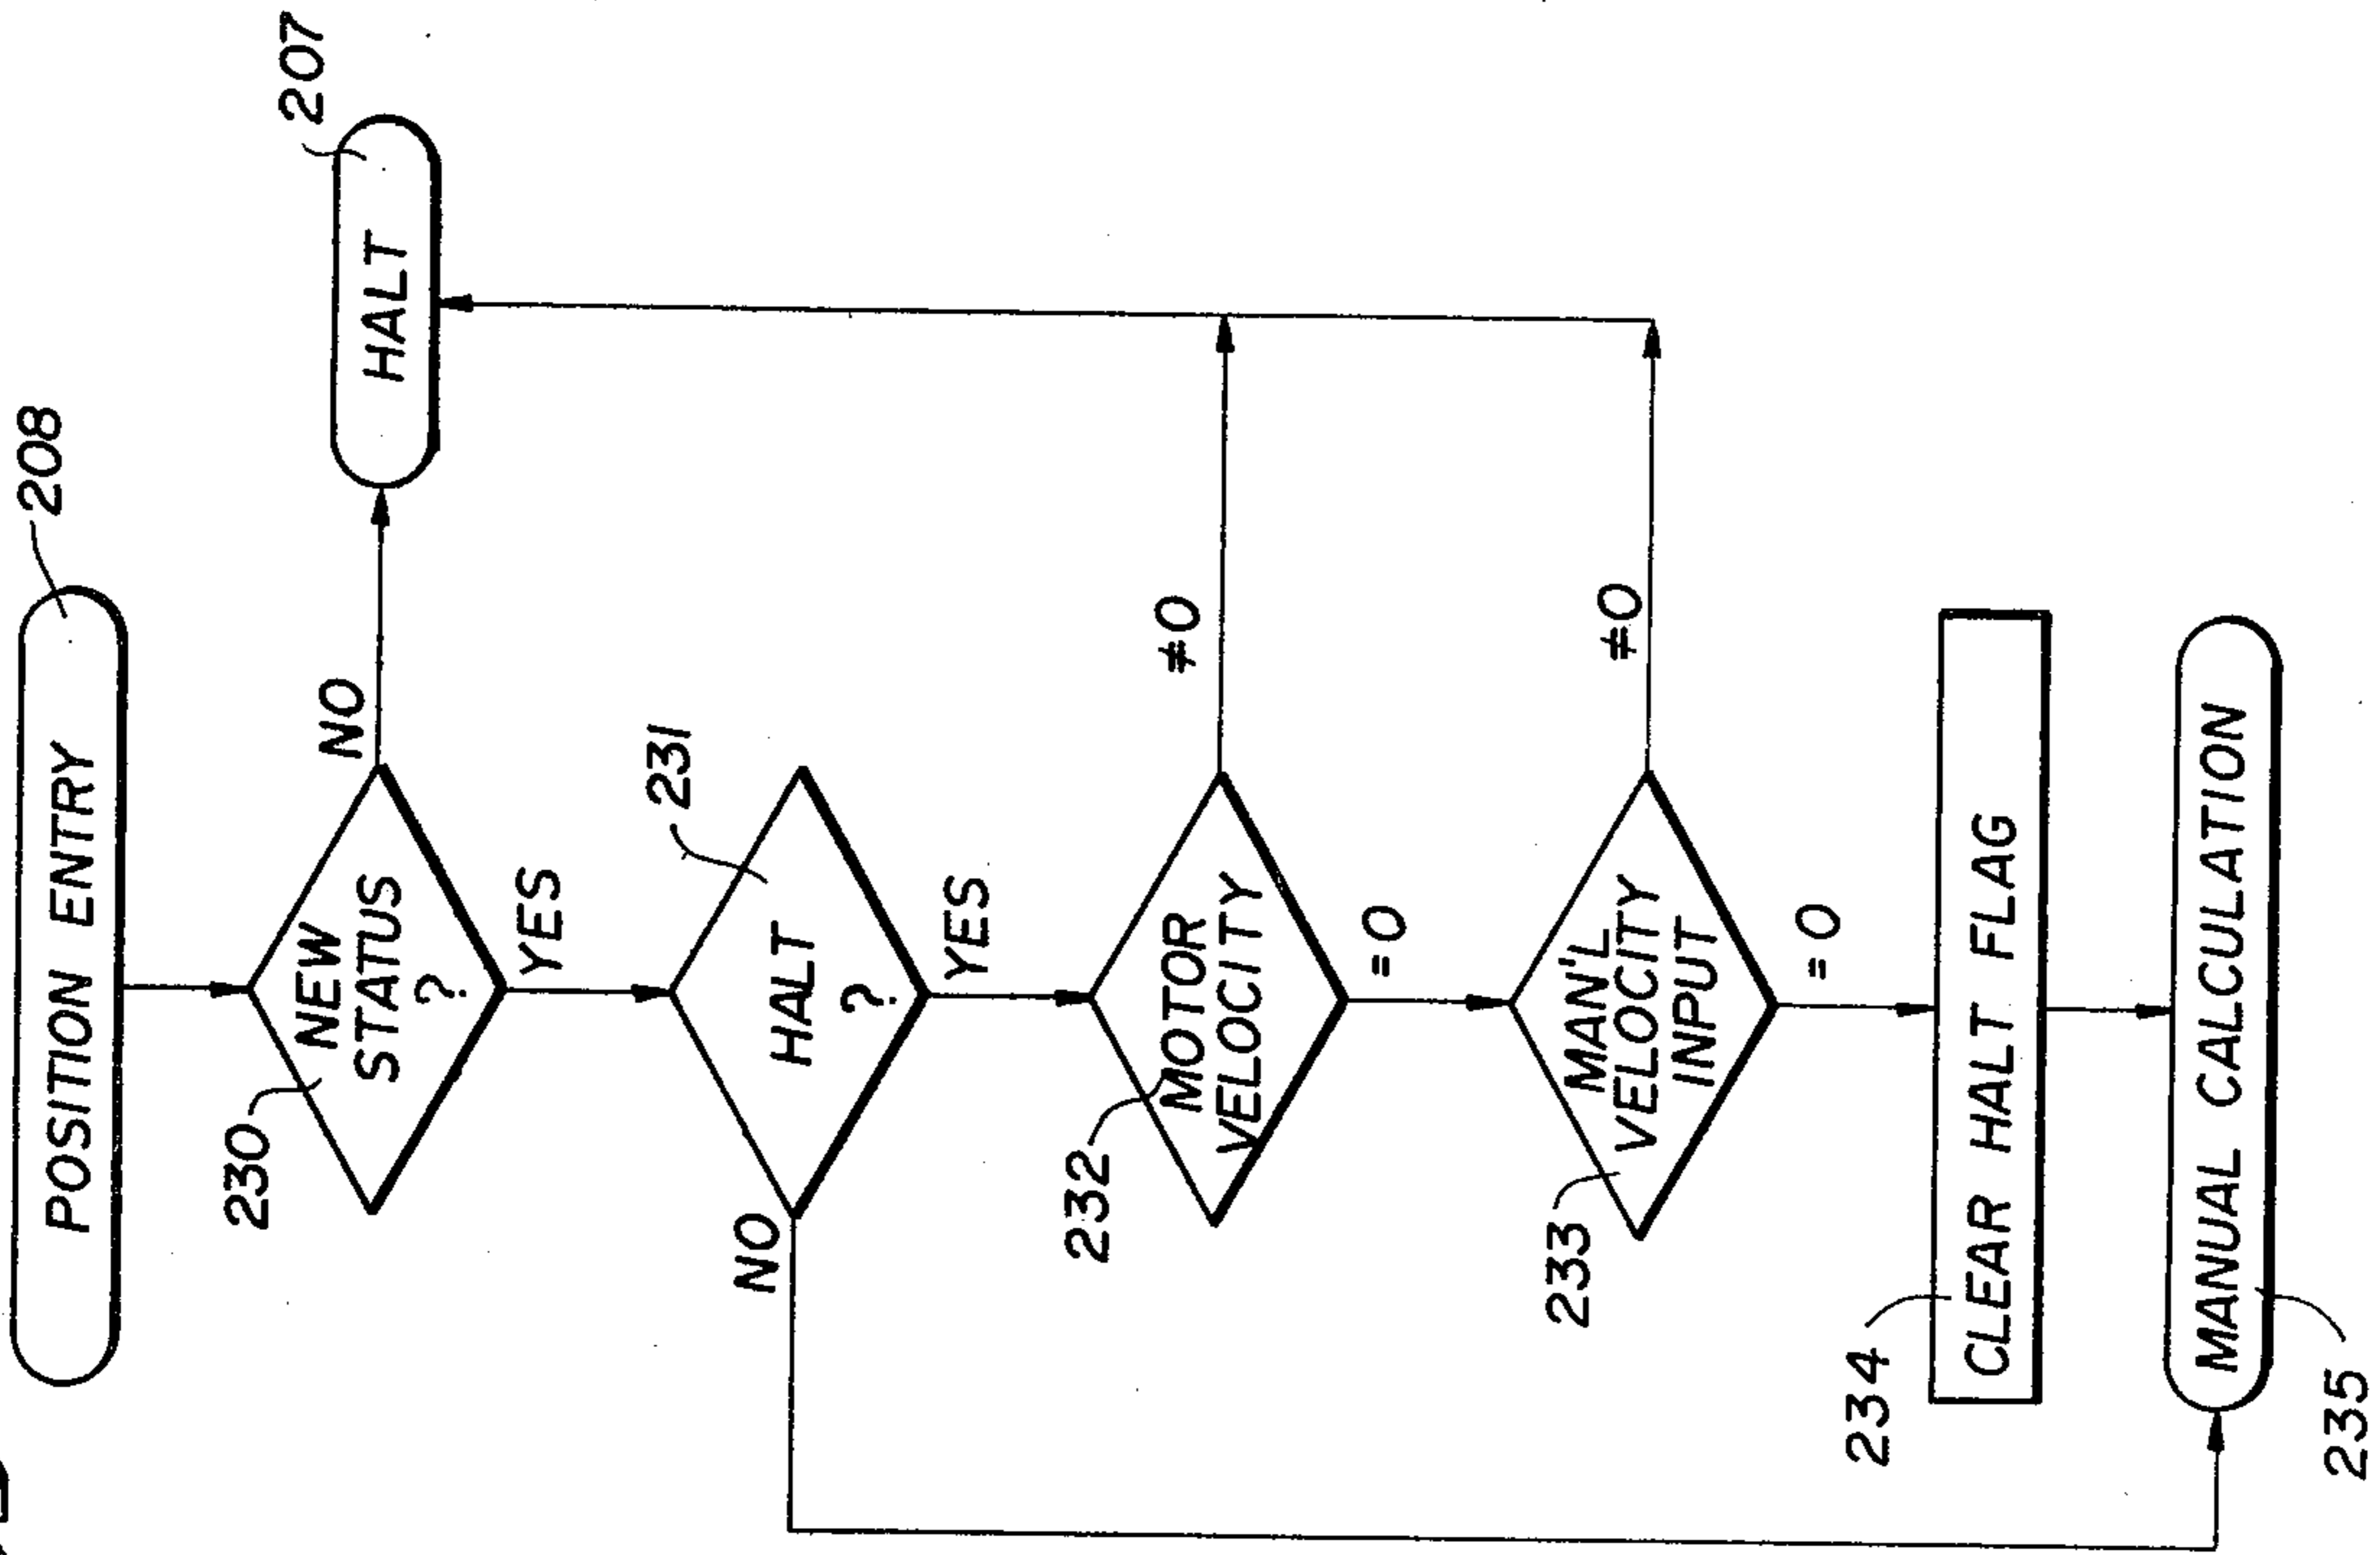 POSITION ENTRY
208
230
NEW
STATUS
?
NO
HALT
207
YES
231
HALT
?
NO
YES
232
MOTOR
VELOCITY
≠0
=0
233
MAN'L
VELOCITY
INPUT
≠0
=0
234
CLEAR HALT FLAG
MANUAL CALCULATION
235